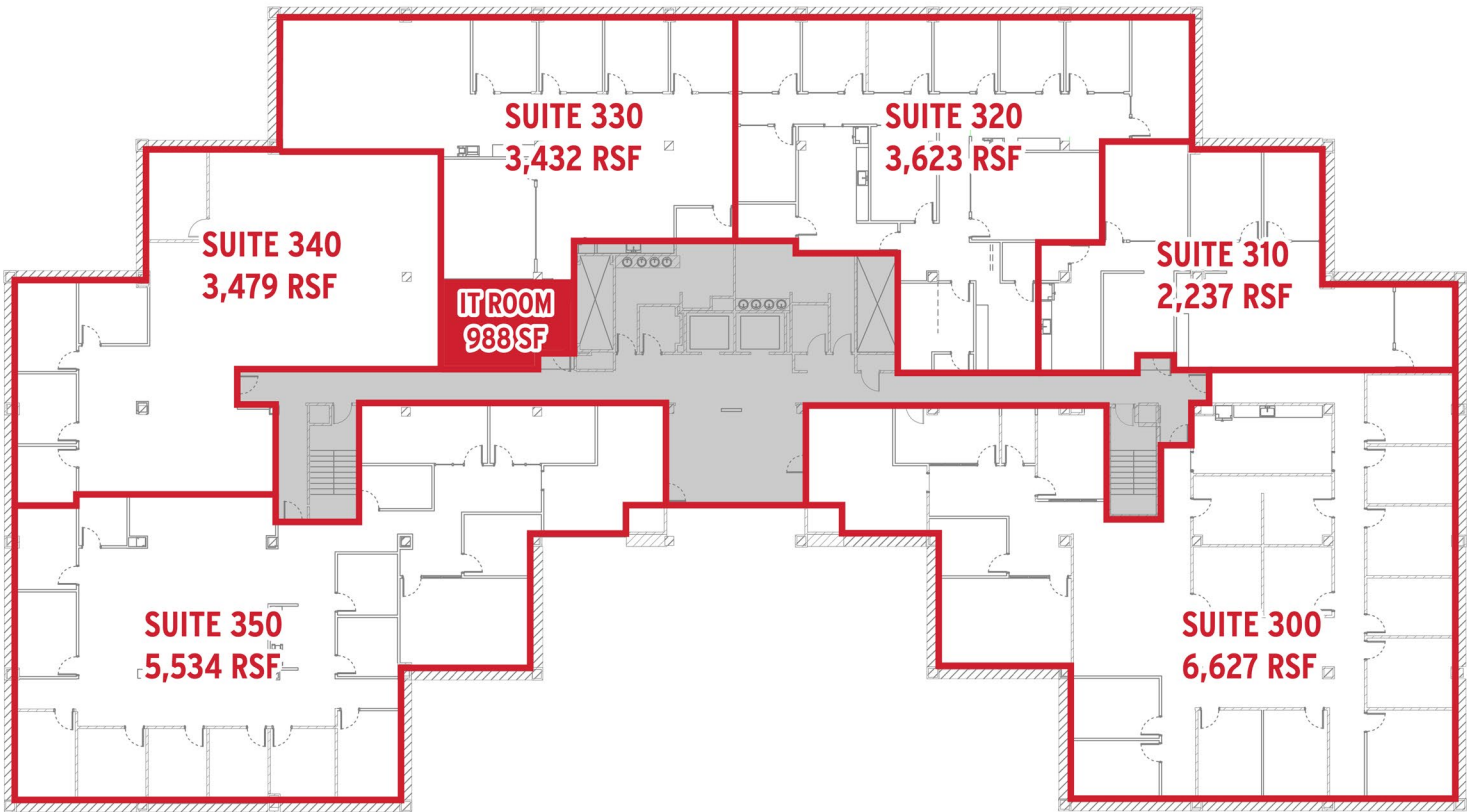 SUITE 330
3,432 RSF
SUITE 320
3,623 RSF
SUITE 340
3,479 RSF
SUITE 310
2,237 RSF
IT ROOM
988 SF
SUITE 350
5,534 RSF
SUITE 300
6,627 RSF